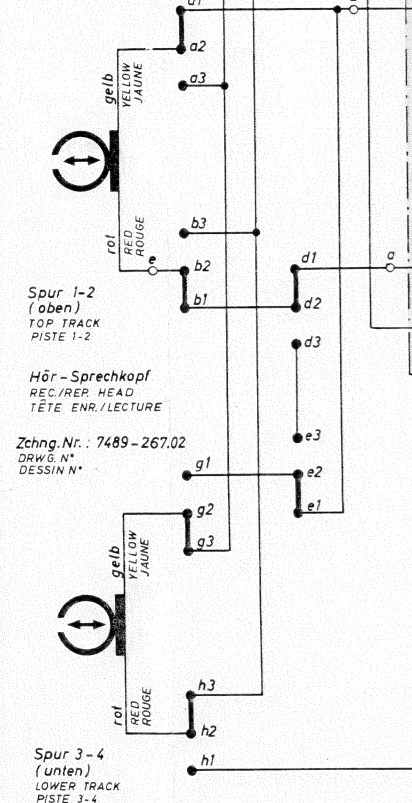 a1
a2
a3
gelb
YELLOW
JAUNE
b3
rot
RED
ROUGE
e
b2
d1
a
b1
d2
Spur 1-2
(oben)
TOP TRACK
PISTE 1-2
d3
Hör-Sprechkopf
REC./REP. HEAD
TÊTE ENR./LECTURE
e3
Zchng. Nr.: 7489-267.02
DRWG. N°
DESSIN N°
g1
e2
g2
e1
g3
gelb
YELLOW
JAUNE
h3
rot
RED
ROUGE
h2
Spur 3-4
(unten)
LOWER TRACK
PISTE 3-4
h1